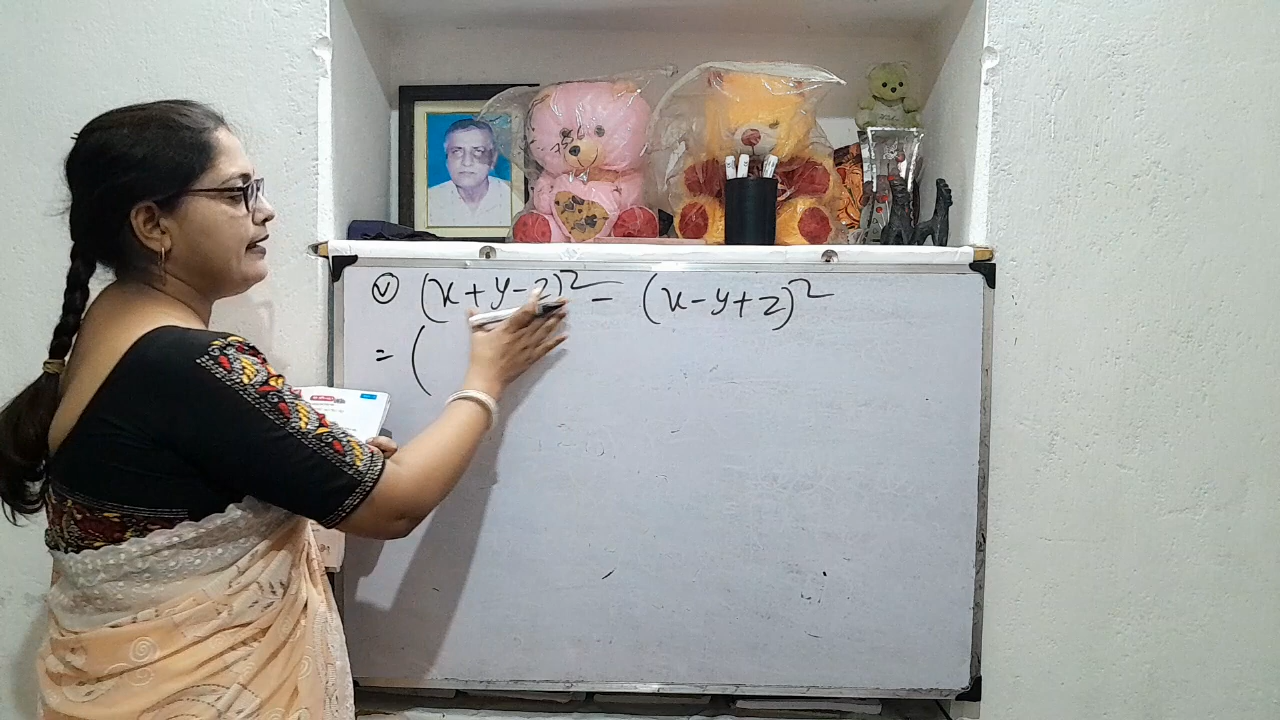 ⓥ (x+y-z)² - (x-y+z)²
= (